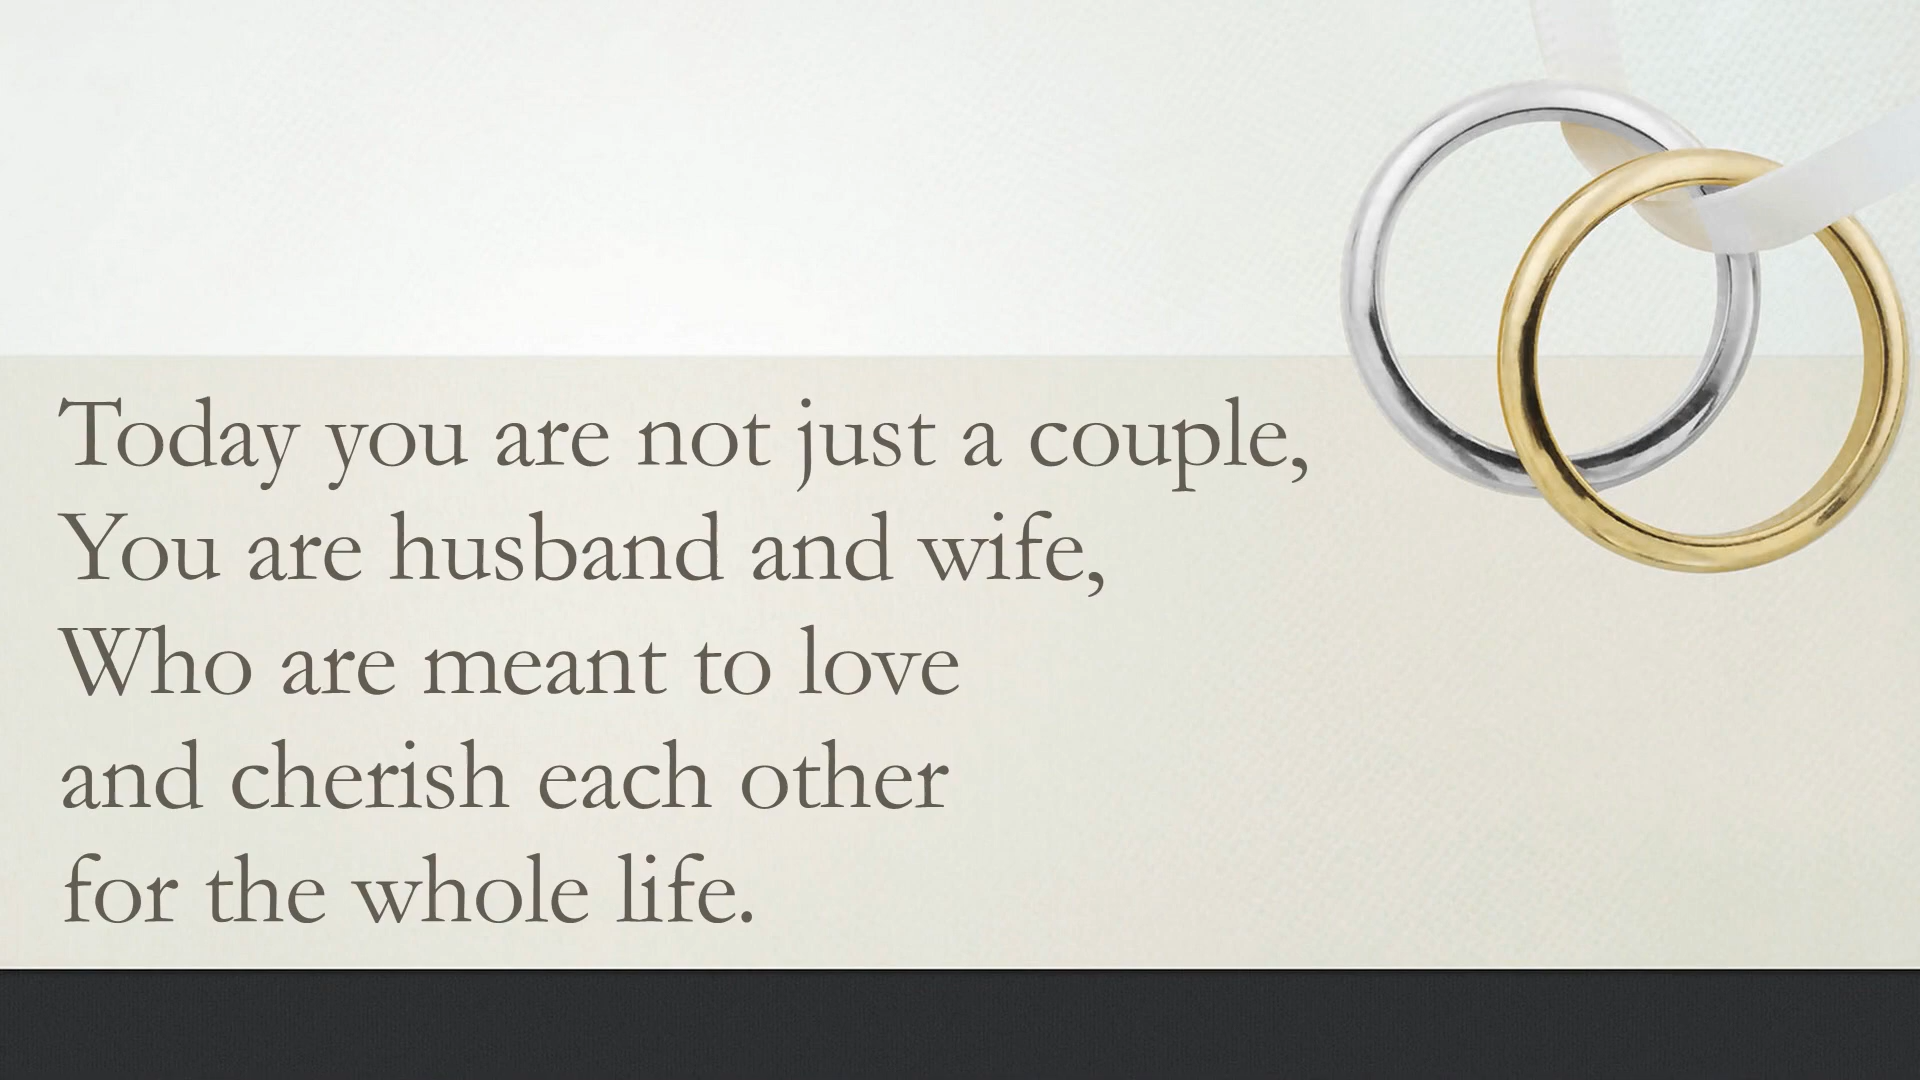 Today you are not just a couple,
You are husband and wife,
Who are meant to love
and cherish each other
for the whole life.